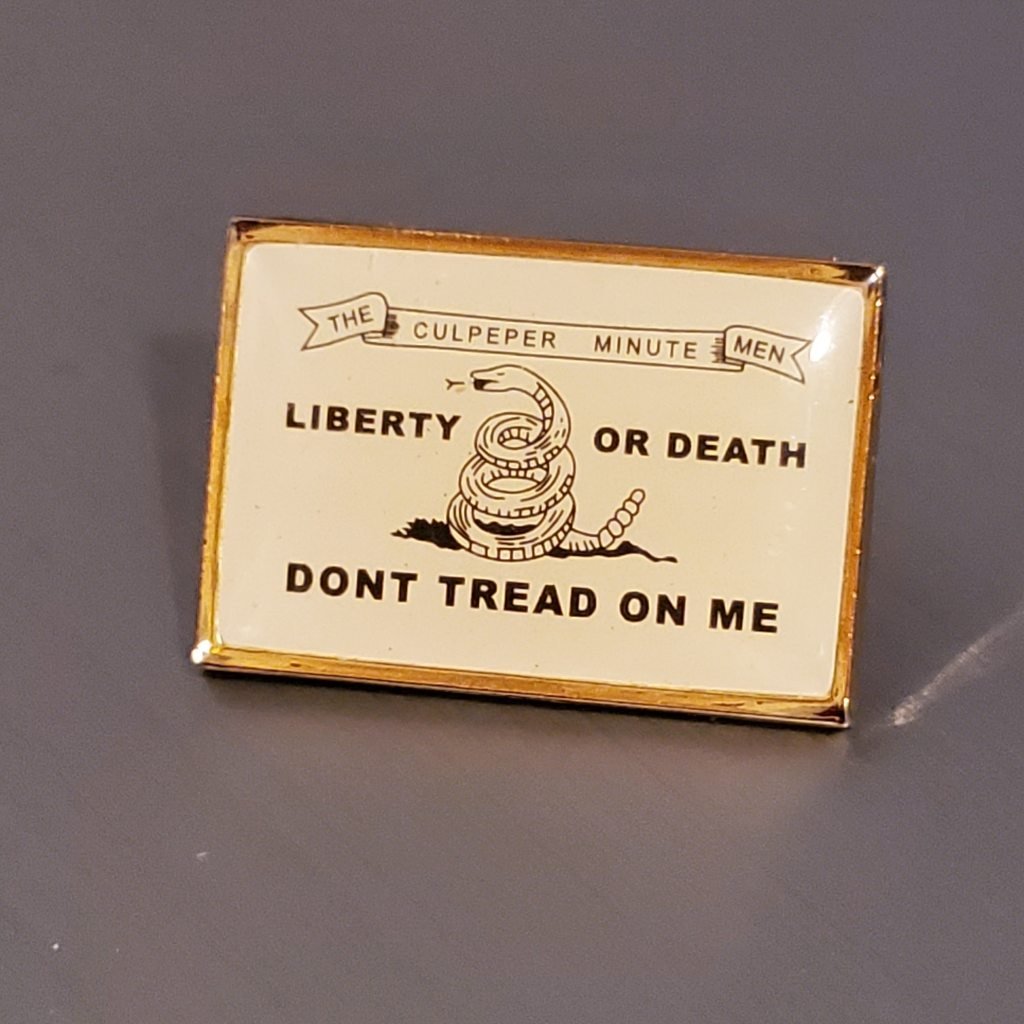 THE CULPEPER MINUTE MEN
LIBERTY OR DEATH
DONT TREAD ON ME